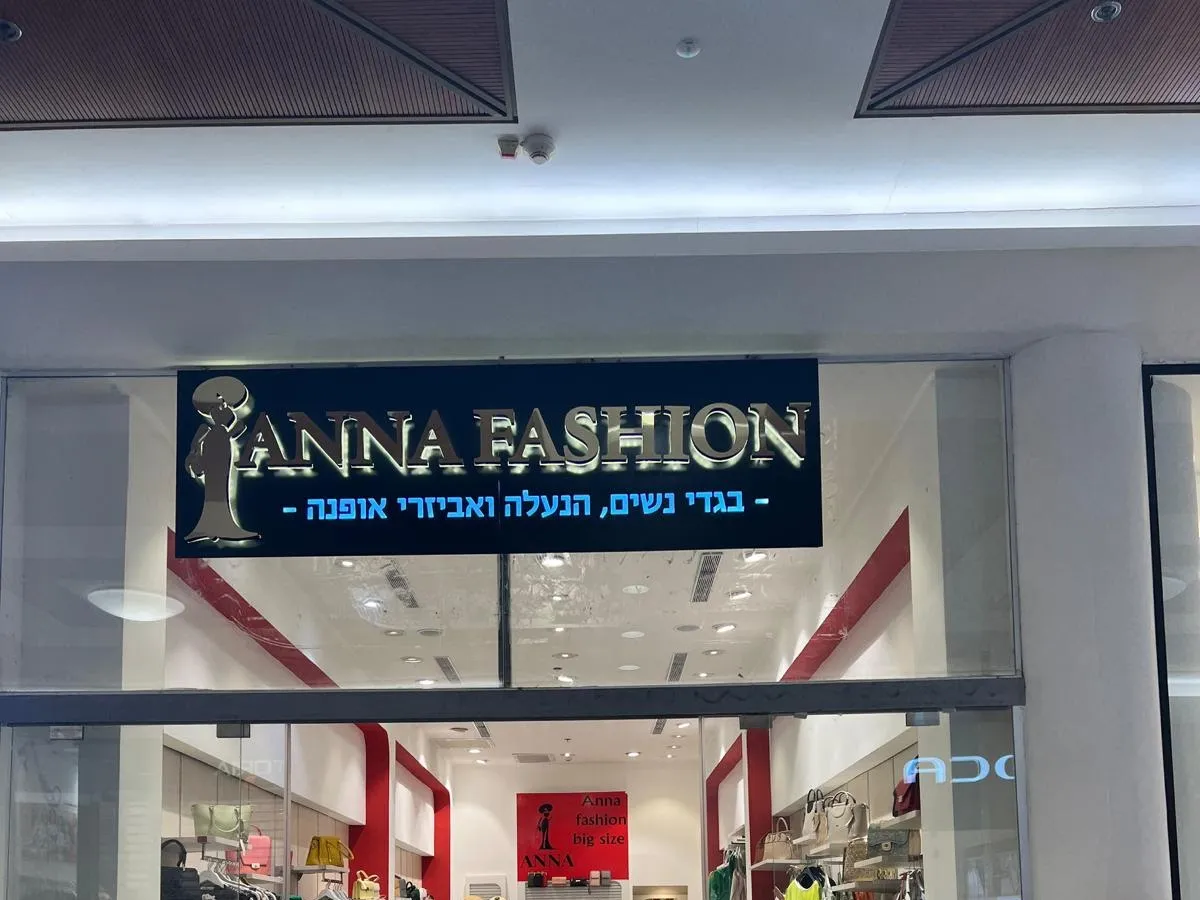 ANNA FASHION
- בגדי נשים, הנעלה ואביזרי אופנה -
Anna
fashion
big size
ANNA